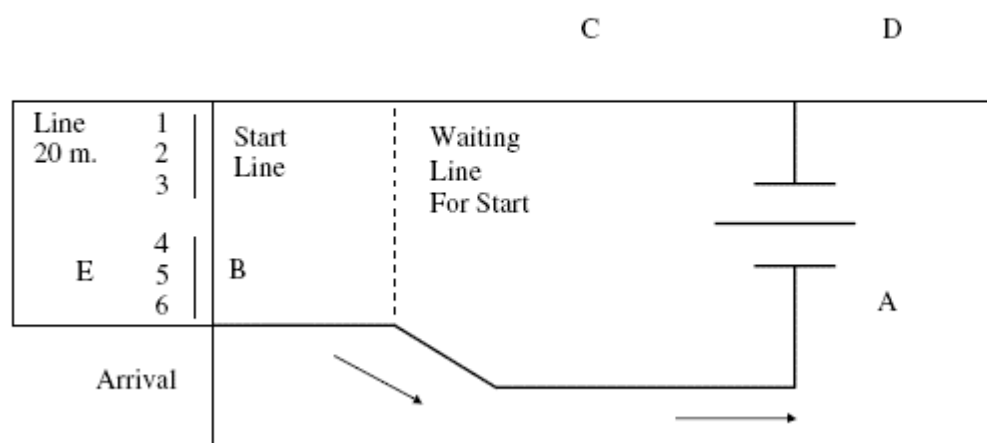 C D
Line 1
20 m. 2
3
Start
Line
Waiting
Line
For Start
4
E 5
6
B
A
Arrival